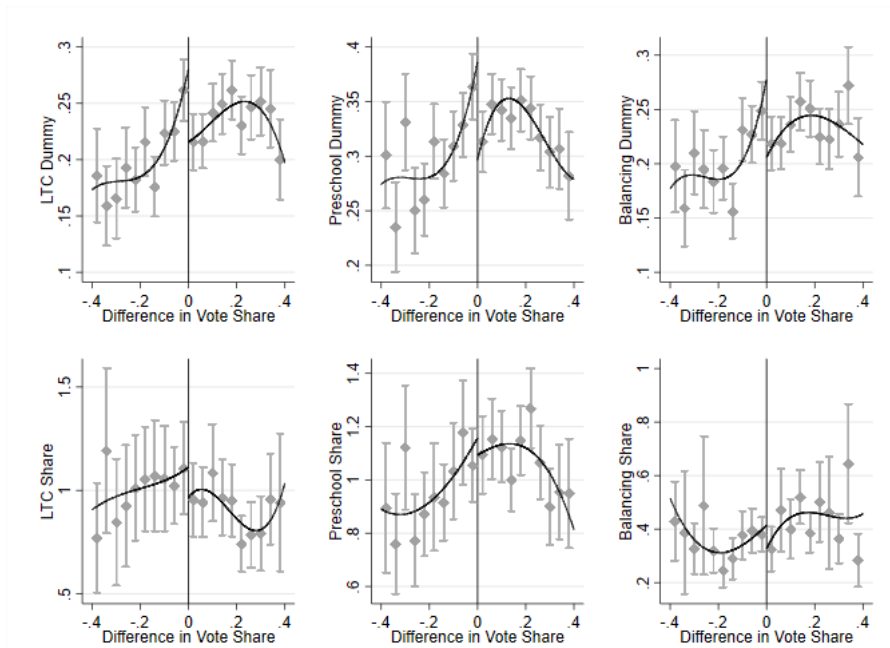 LTC Dummy
.3
.25
.2
.15
.1
-.4 -.2 0 .2 .4
Difference in Vote Share
Preschool Dummy
.4
.35
.3
.25
.2
-.4 -.2 0 .2 .4
Difference in Vote Share
Balancing Dummy
.3
.25
.2
.15
.1
-.4 -.2 0 .2 .4
Difference in Vote Share
LTC Share
1.5
1
.5
-.4 -.2 0 .2 .4
Difference in Vote Share
Preschool Share
1.4
1.2
1
.8
.6
-.4 -.2 0 .2 .4
Difference in Vote Share
Balancing Share
1
.8
.6
.4
.2
-.4 -.2 0 .2 .4
Difference in Vote Share